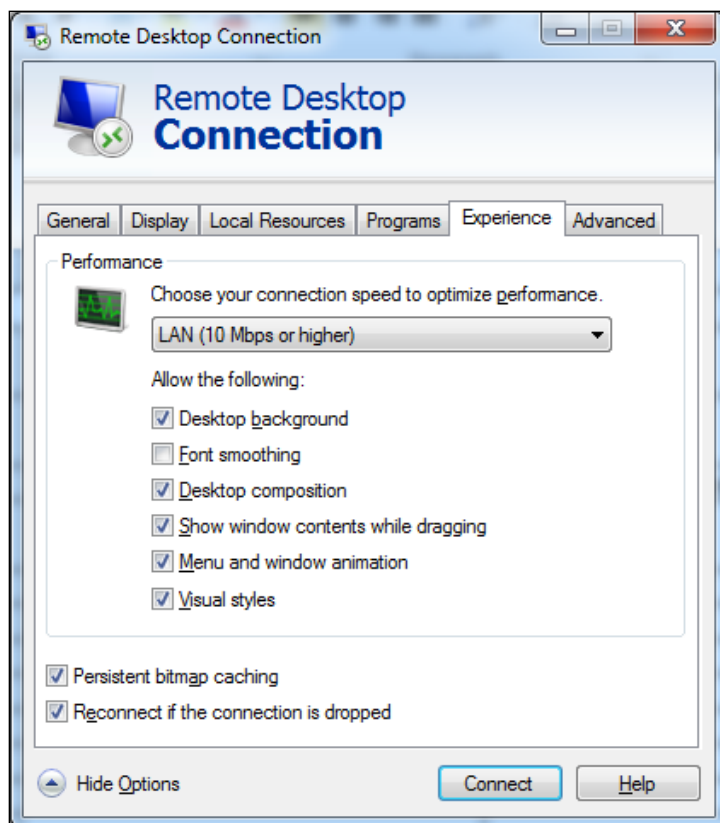 Remote Desktop Connection
Remote Desktop
Connection
General Display Local Resources Programs Experience Advanced
Performance
Choose your connection speed to optimize performance.
LAN (10 Mbps or higher)
Allow the following:
Desktop background
Font smoothing
Desktop composition
Show window contents while dragging
Menu and window animation
Visual styles
Persistent bitmap caching
Reconnect if the connection is dropped
Hide Options Connect Help